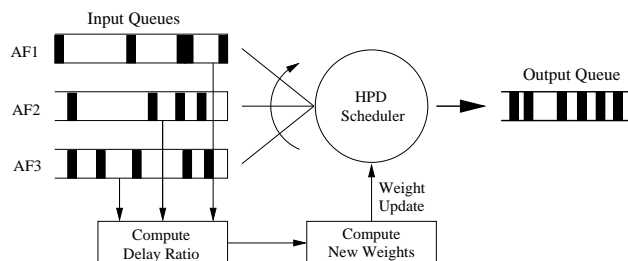 Input Queues
AF1
AF2
AF3
HPD
Scheduler
Output Queue
Weight
Update
Compute
Delay Ratio
Compute
New Weights